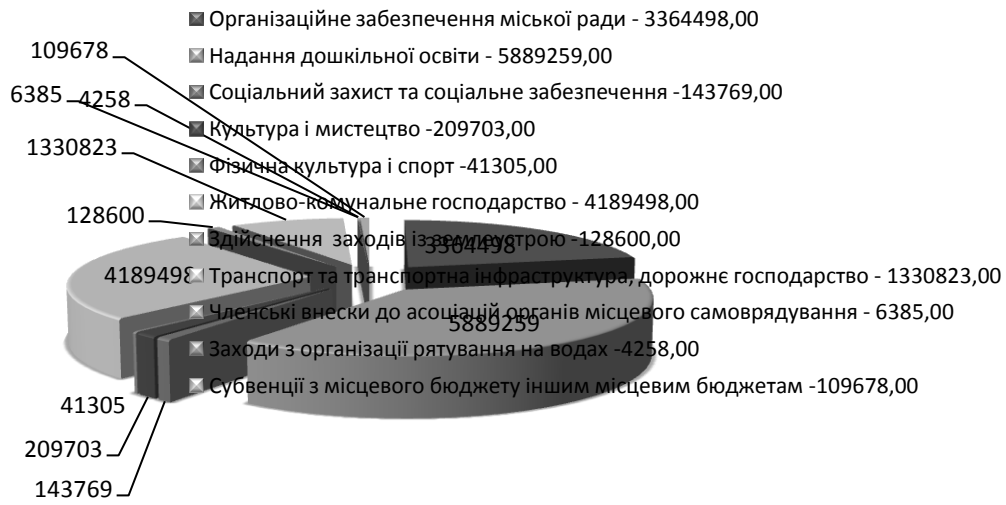 Організаційне забезпечення міської ради - 3364498,00
Надання дошкільної освіти - 5889259,00
Соціальний захист та соціальне забезпечення -143769,00
Культура і мистецтво -209703,00
Фізична культура і спорт -41305,00
Житлово-комунальне господарство - 4189498,00
Здійснення заходів із землеустрою -128600,00
Транспорт та транспортна інфраструктура, дорожнє господарство - 1330823,00
Членські внески до асоціацій органів місцевого самоврядування - 6385,00
Заходи з організації рятування на водах -4258,00
Субвенції з місцевого бюджету іншим місцевим бюджетам -109678,00
109678
6385
4258
1330823
128600
4189498
3364498
5889259
41305
209703
143769